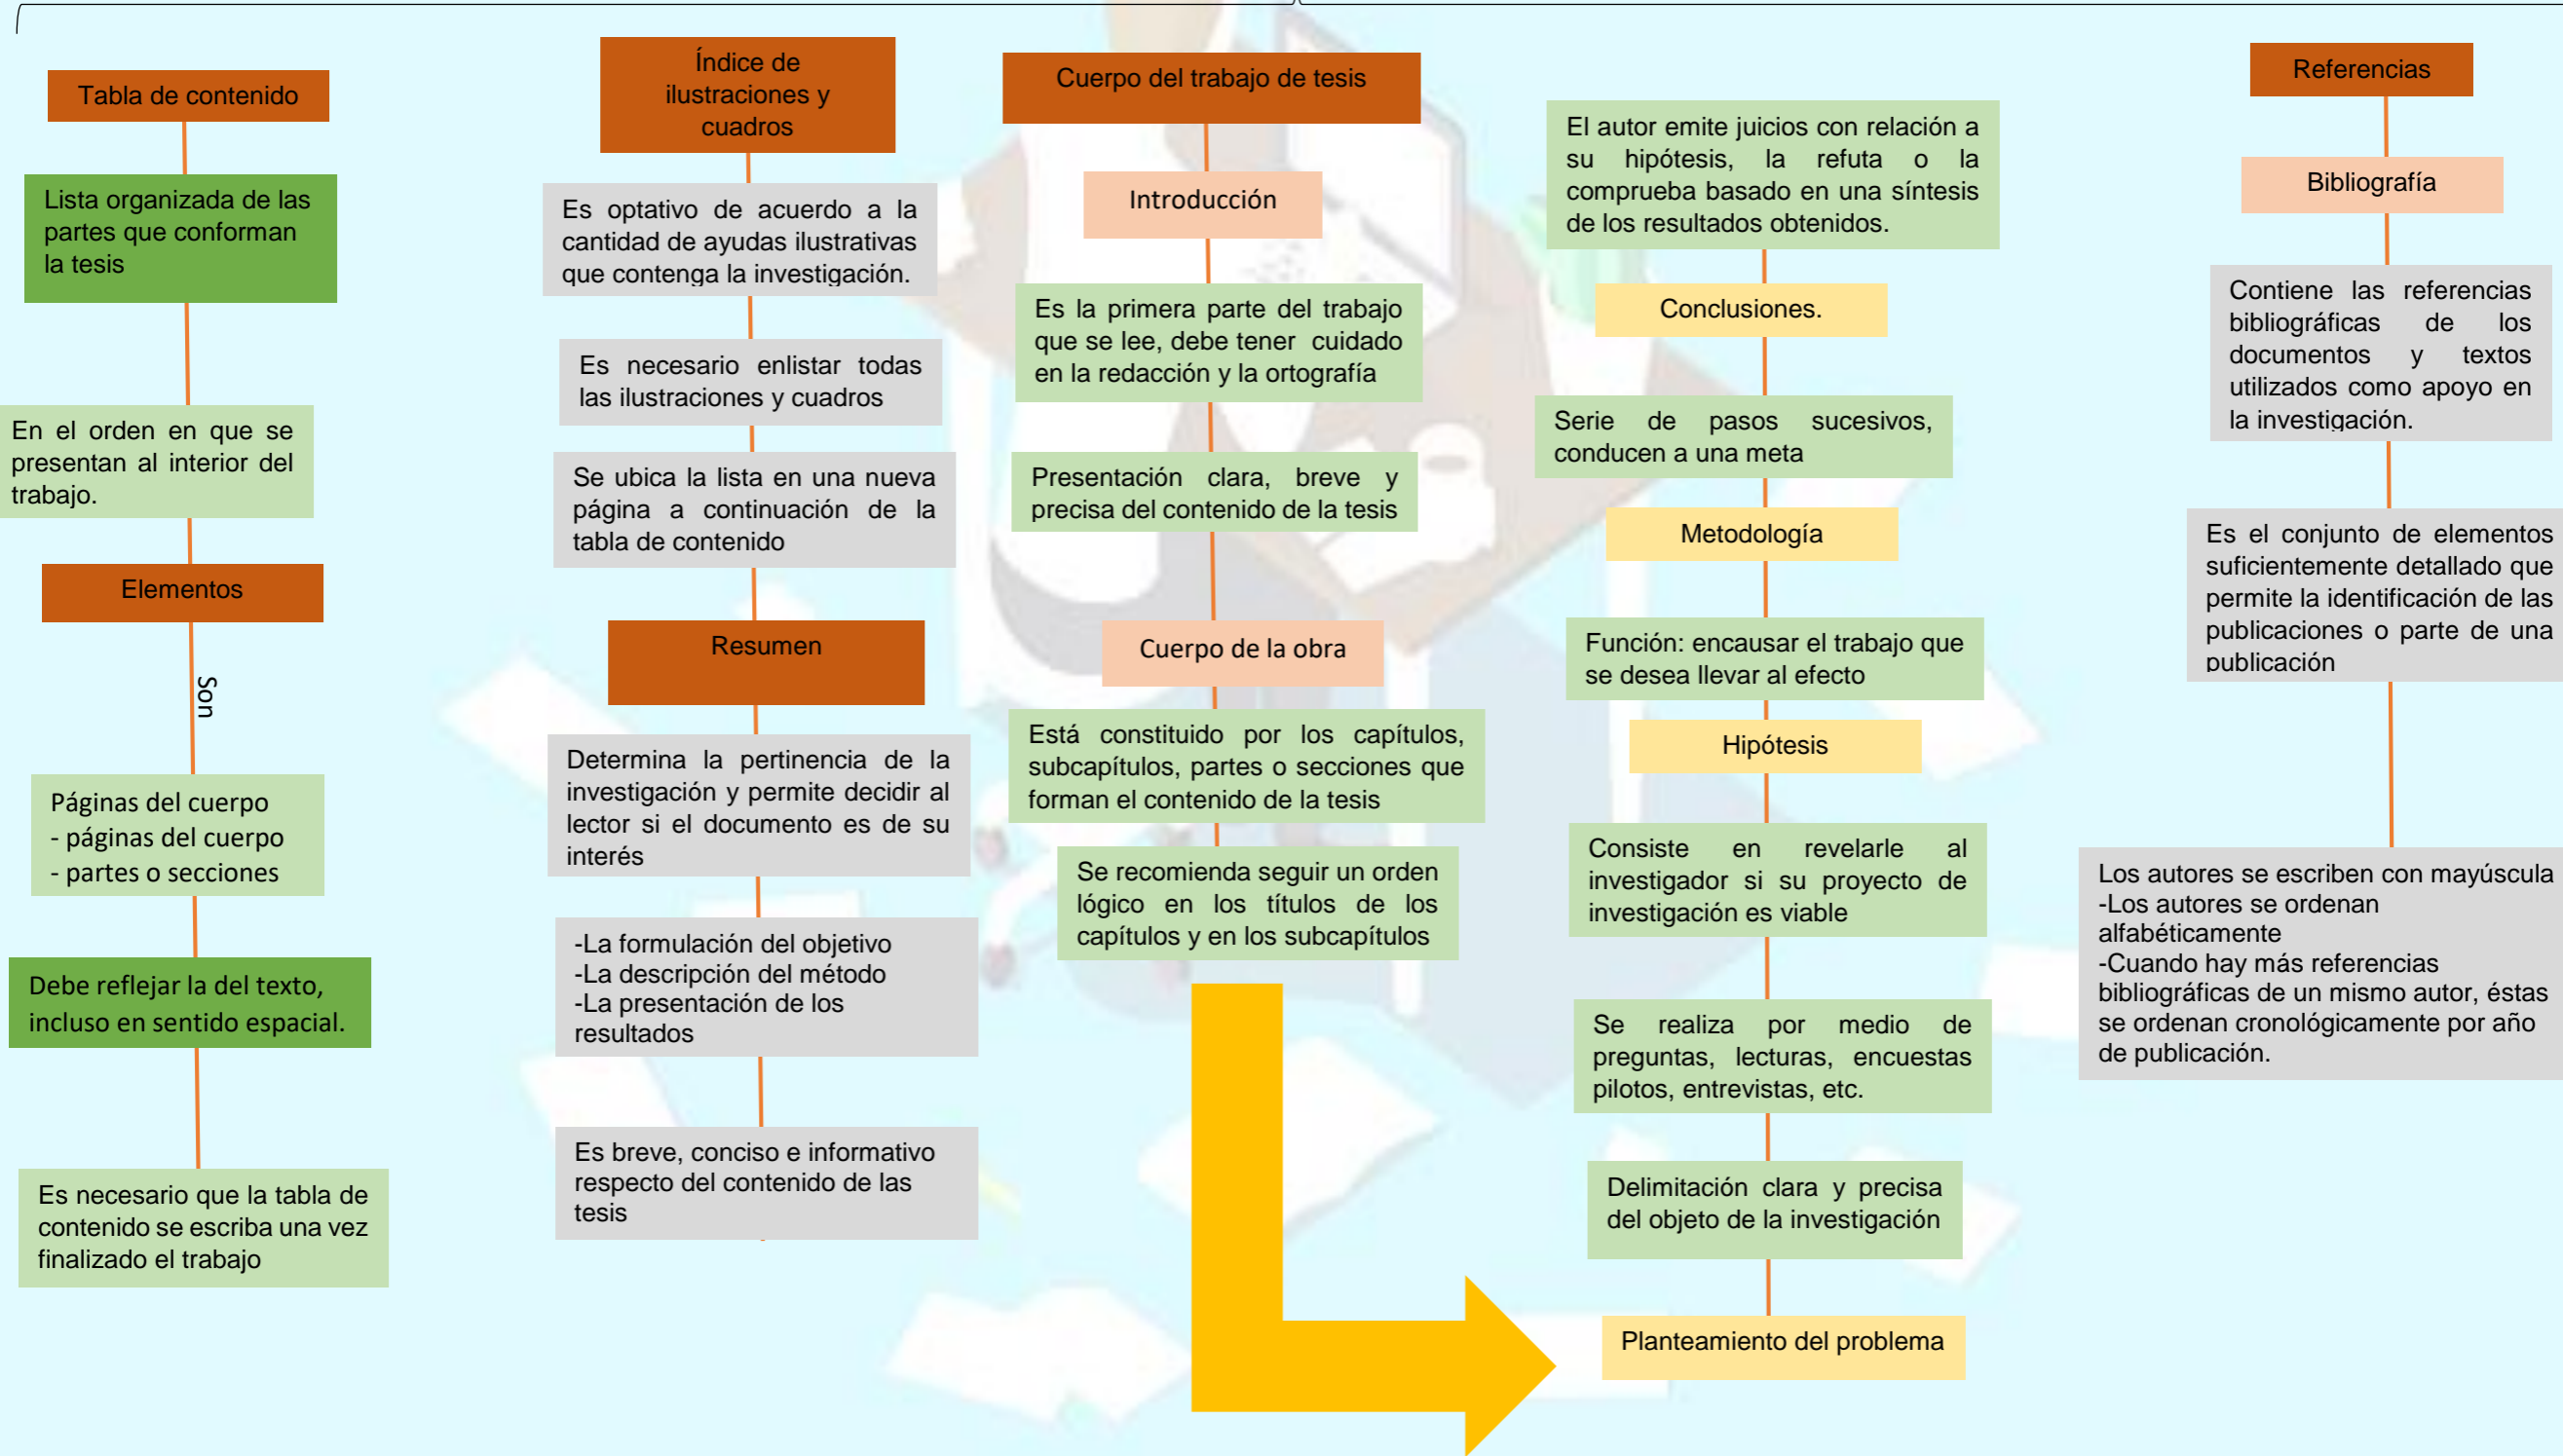 Tabla de contenido
Lista organizada de las
partes que conforman
la tesis
En el orden en que se
presentan al interior del
trabajo.
Elementos
Son
Páginas del cuerpo
- páginas del cuerpo
- partes o secciones
Debe reflejar la del texto,
incluso en sentido espacial.
Es necesario que la tabla de
contenido se escriba una vez
finalizado el trabajo
Índice de
ilustraciones y
cuadros
Es optativo de acuerdo a la
cantidad de ayudas ilustrativas
que contenga la investigación.
Es necesario enlistar todas
las ilustraciones y cuadros
Se ubica la lista en una nueva
página a continuación de la
tabla de contenido
Resumen
Determina la pertinencia de la
investigación y permite decidir al
lector si el documento es de su
interés
-La formulación del objetivo
-La descripción del método
-La presentación de los
resultados
Es breve, conciso e informativo
respecto del contenido de las
tesis
Cuerpo del trabajo de tesis
Introducción
Es la primera parte del trabajo
que se lee, debe tener cuidado
en la redacción y la ortografía
Presentación clara, breve y
precisa del contenido de la tesis
Cuerpo de la obra
Está constituido por los capítulos,
subcapítulos, partes o secciones que
forman el contenido de la tesis
Se recomienda seguir un orden
lógico en los títulos de los
capítulos y en los subcapítulos
El autor emite juicios con relación a
su hipótesis, la refuta o la
comprueba basado en una síntesis
de los resultados obtenidos.
Conclusiones.
Serie de pasos sucesivos,
conducen a una meta
Metodología
Función: encausar el trabajo que
se desea llevar al efecto
Hipótesis
Consiste en revelarle al
investigador si su proyecto de
investigación es viable
Se realiza por medio de
preguntas, lecturas, encuestas
pilotos, entrevistas, etc.
Delimitación clara y precisa
del objeto de la investigación
Planteamiento del problema
Referencias
Bibliografía
Contiene las referencias
bibliográficas de los
documentos y textos
utilizados como apoyo en
la investigación.
Es el conjunto de elementos
suficientemente detallado que
permite la identificación de las
publicaciones o parte de una
publicación
Los autores se escriben con mayúscula
-Los autores se ordenan
alfabéticamente
-Cuando hay más referencias
bibliográficas de un mismo autor, éstas
se ordenan cronológicamente por año
de publicación.